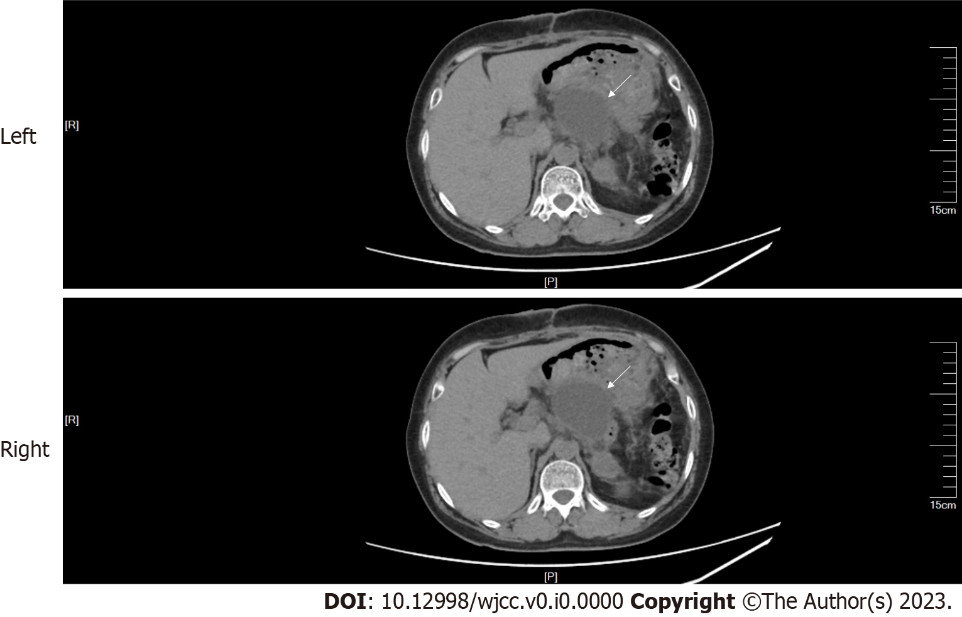 Left
[R]
15cm
[P]
Right
[R]
15cm
[P]
DOI: 10.12998/wjcc.v0.i0.0000 Copyright ©The Author(s) 2023.